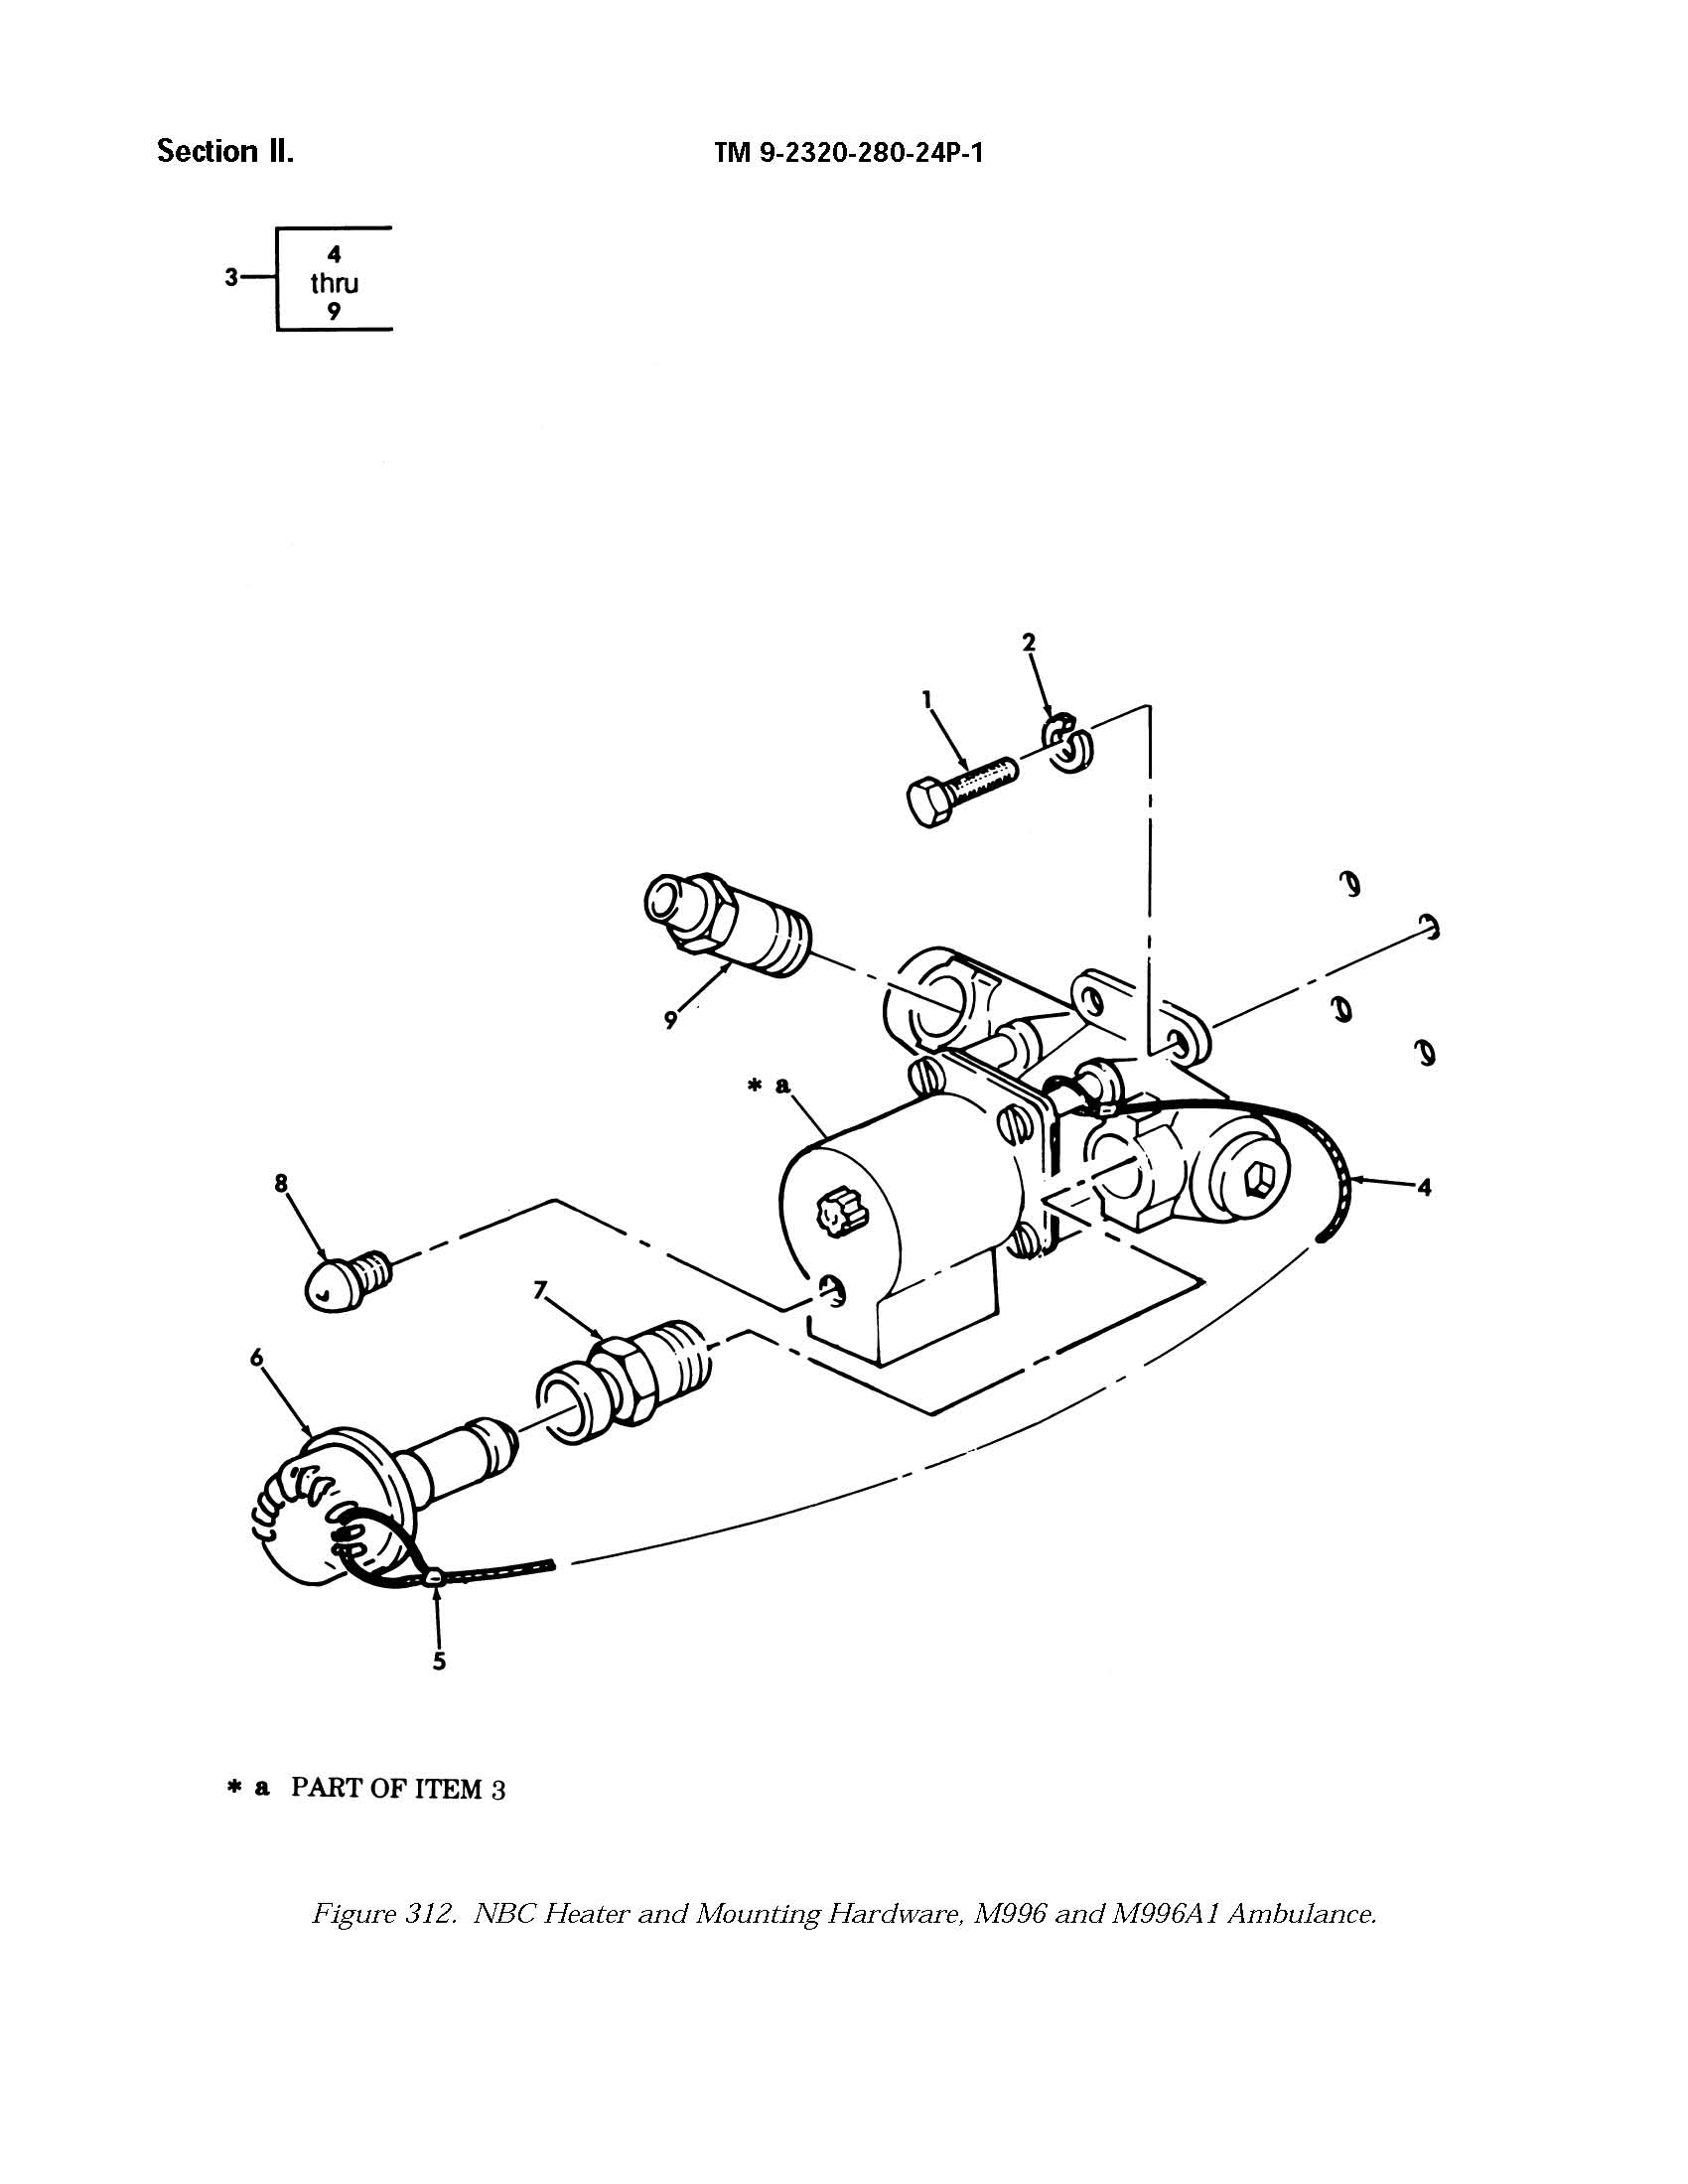 Section II.
TM 9-2320-280-24P-1
3
4
thru
9
2
1
9
* a
8
4
7
6
5
* a PART OF ITEM 3
Figure 312. NBC Heater and Mounting Hardware, M996 and M996A1 Ambulance.